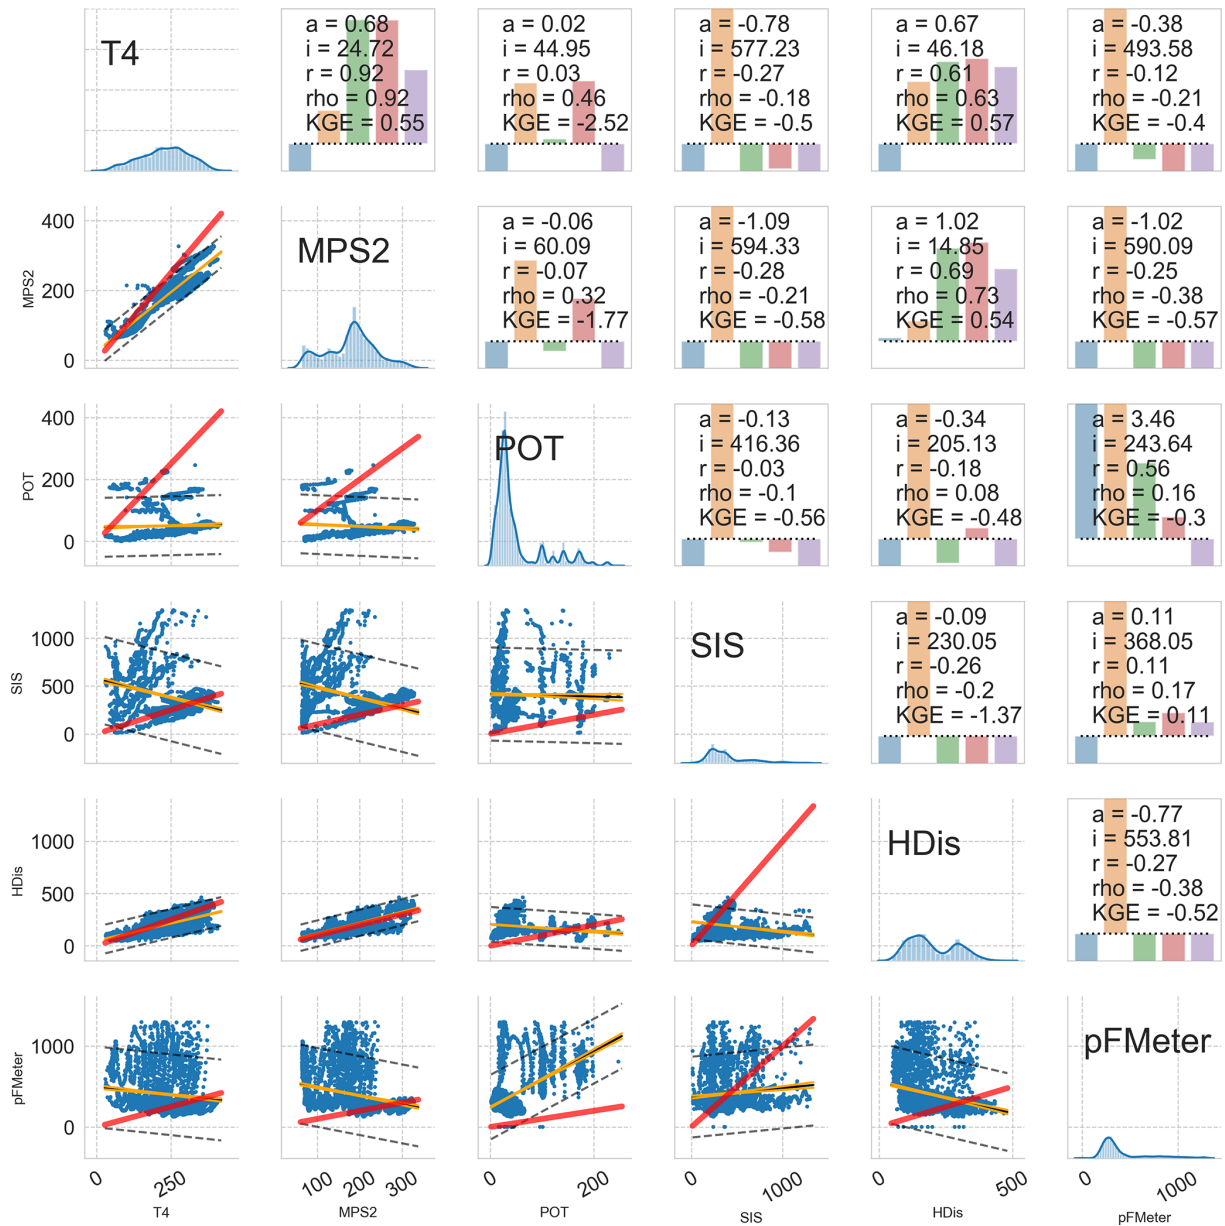 T4
a = 0.68
i = 24.72
r = 0.92
rho = 0.92
KGE = 0.55
a = 0.02
i = 44.95
r = 0.03
rho = 0.46
KGE = -2.52
a = -0.78
i = 577.23
r = -0.27
rho = -0.18
KGE = -0.5
a = 0.67
i = 46.18
r = 0.61
rho = 0.63
KGE = 0.57
a = -0.38
i = 493.58
r = -0.12
rho = -0.21
KGE = -0.4
MPS2
400
200
0
MPS2
a = -0.06
i = 60.09
r = -0.07
rho = 0.32
KGE = -1.77
a = -1.09
i = 594.33
r = -0.28
rho = -0.21
KGE = -0.58
a = 1.02
i = 14.85
r = 0.69
rho = 0.73
KGE = 0.54
a = -1.02
i = 590.09
r = -0.25
rho = -0.38
KGE = -0.57
POT
400
200
0
POT
a = -0.13
i = 416.36
r = -0.03
rho = -0.1
KGE = -0.56
a = -0.34
i = 205.13
r = -0.18
rho = 0.08
KGE = -0.48
a = 3.46
i = 243.64
r = 0.56
rho = 0.16
KGE = -0.3
SIS
1000
500
0
SIS
a = -0.09
i = 230.05
r = -0.26
rho = -0.2
KGE = -1.37
a = 0.11
i = 368.05
r = 0.11
rho = 0.17
KGE = 0.11
HDis
1000
500
0
HDis
a = -0.77
i = 553.81
r = -0.27
rho = -0.38
KGE = -0.52
pFMeter
1000
0
pFMeter
0 250
100 200 300
0 200
0 1000
0 500
0 1000
T4
MPS2
POT
SIS
HDis
pFMeter